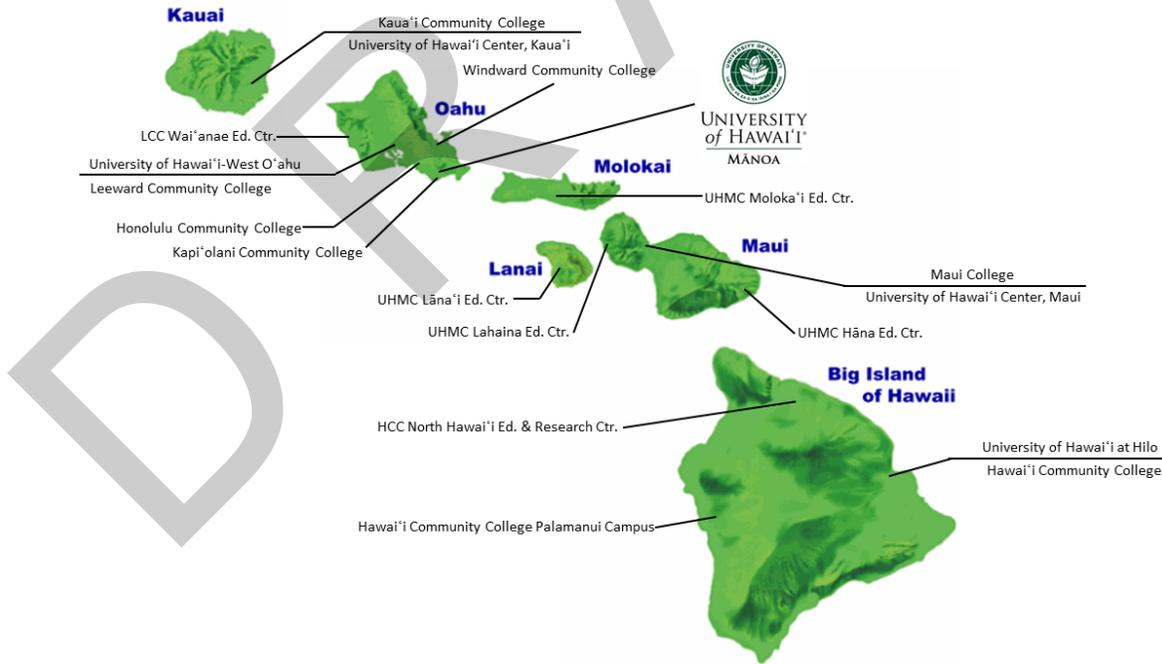 Kauai
Kauaʻi Community College
University of Hawaiʻi Center, Kauaʻi
Windward Community College
UNIVERSITY OF HAWAIʻI
UNIVERSITY
of HAWAIʻI®
MĀNOA
Oahu
LCC Waiʻanae Ed. Ctr.
University of Hawaiʻi-West Oʻahu
Leeward Community College
Honolulu Community College
Kapiʻolani Community College
Molokai
UHMC Molokaʻi Ed. Ctr.
Maui
Lanai
Maui College
University of Hawaiʻi Center, Maui
UHMC Lānaʻi Ed. Ctr.
UHMC Lahaina Ed. Ctr.
UHMC Hāna Ed. Ctr.
Big Island
of Hawaii
HCC North Hawaiʻi Ed. & Research Ctr.
University of Hawaiʻi at Hilo
Hawaiʻi Community College
Hawaiʻi Community College Palamanui Campus